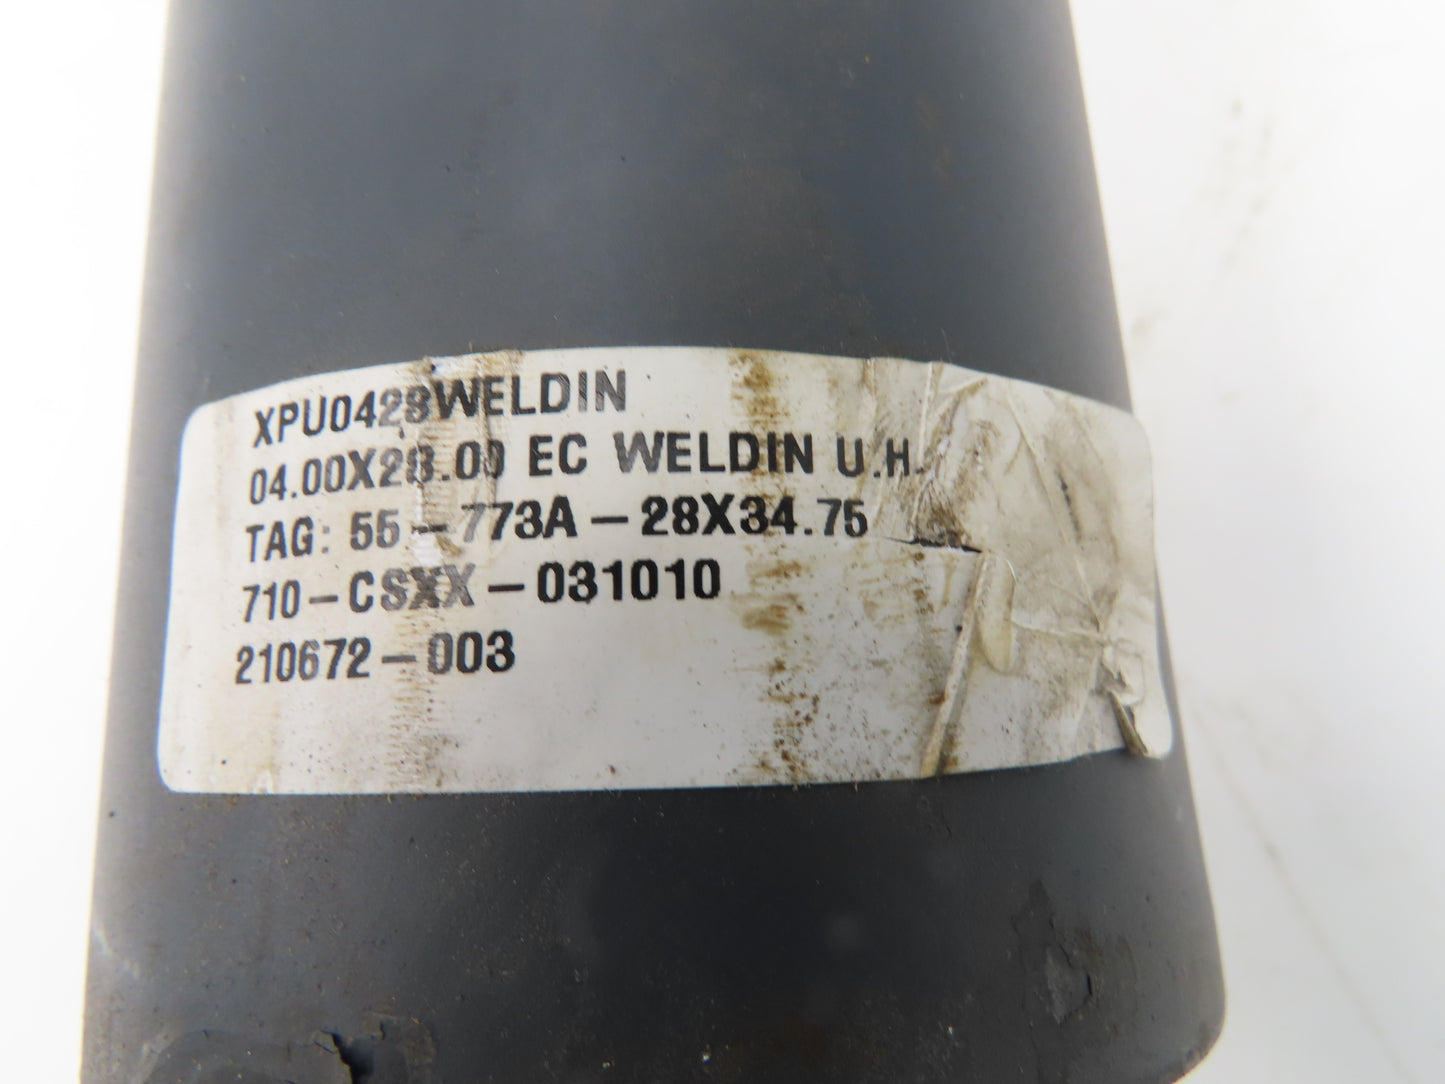 XPU0428WELDIN
04.00X28.00 EC WELDIN U.H.
TAG: 55-773A-28X34.75
710-CSXX-031010
210672-003